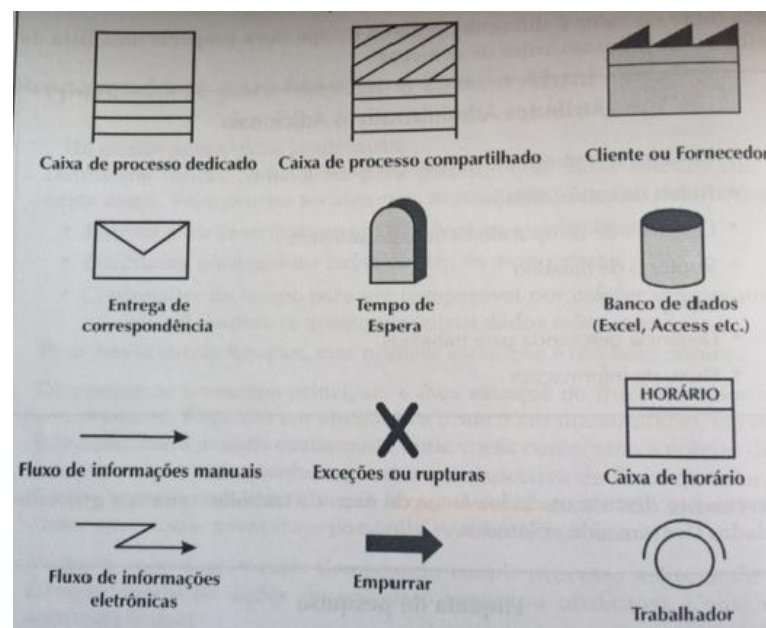 Caixa de processo dedicado
Caixa de processo compartilhado
Cliente ou Fornecedor
Entrega de
correspondência
Tempo de
Espera
Banco de dados
(Excel, Access etc.)
Fluxo de informações manuais
Exceções ou rupturas
HORÁRIO
Caixa de horário
Fluxo de informações
eletrônicas
Empurrar
Trabalhador